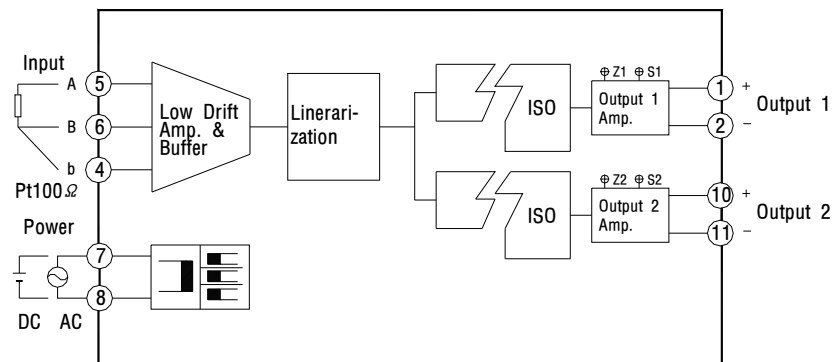 Input
A
5
B
6
b
4
Pt100Ω
Low Drift
Amp. &
Buffer
Linerari-
zation
ISO
Z1 S1
Output 1
Amp.
1
+
2
−
Output 1
ISO
Z2 S2
Output 2
Amp.
10
+
11
−
Output 2
Power
7
8
DC AC